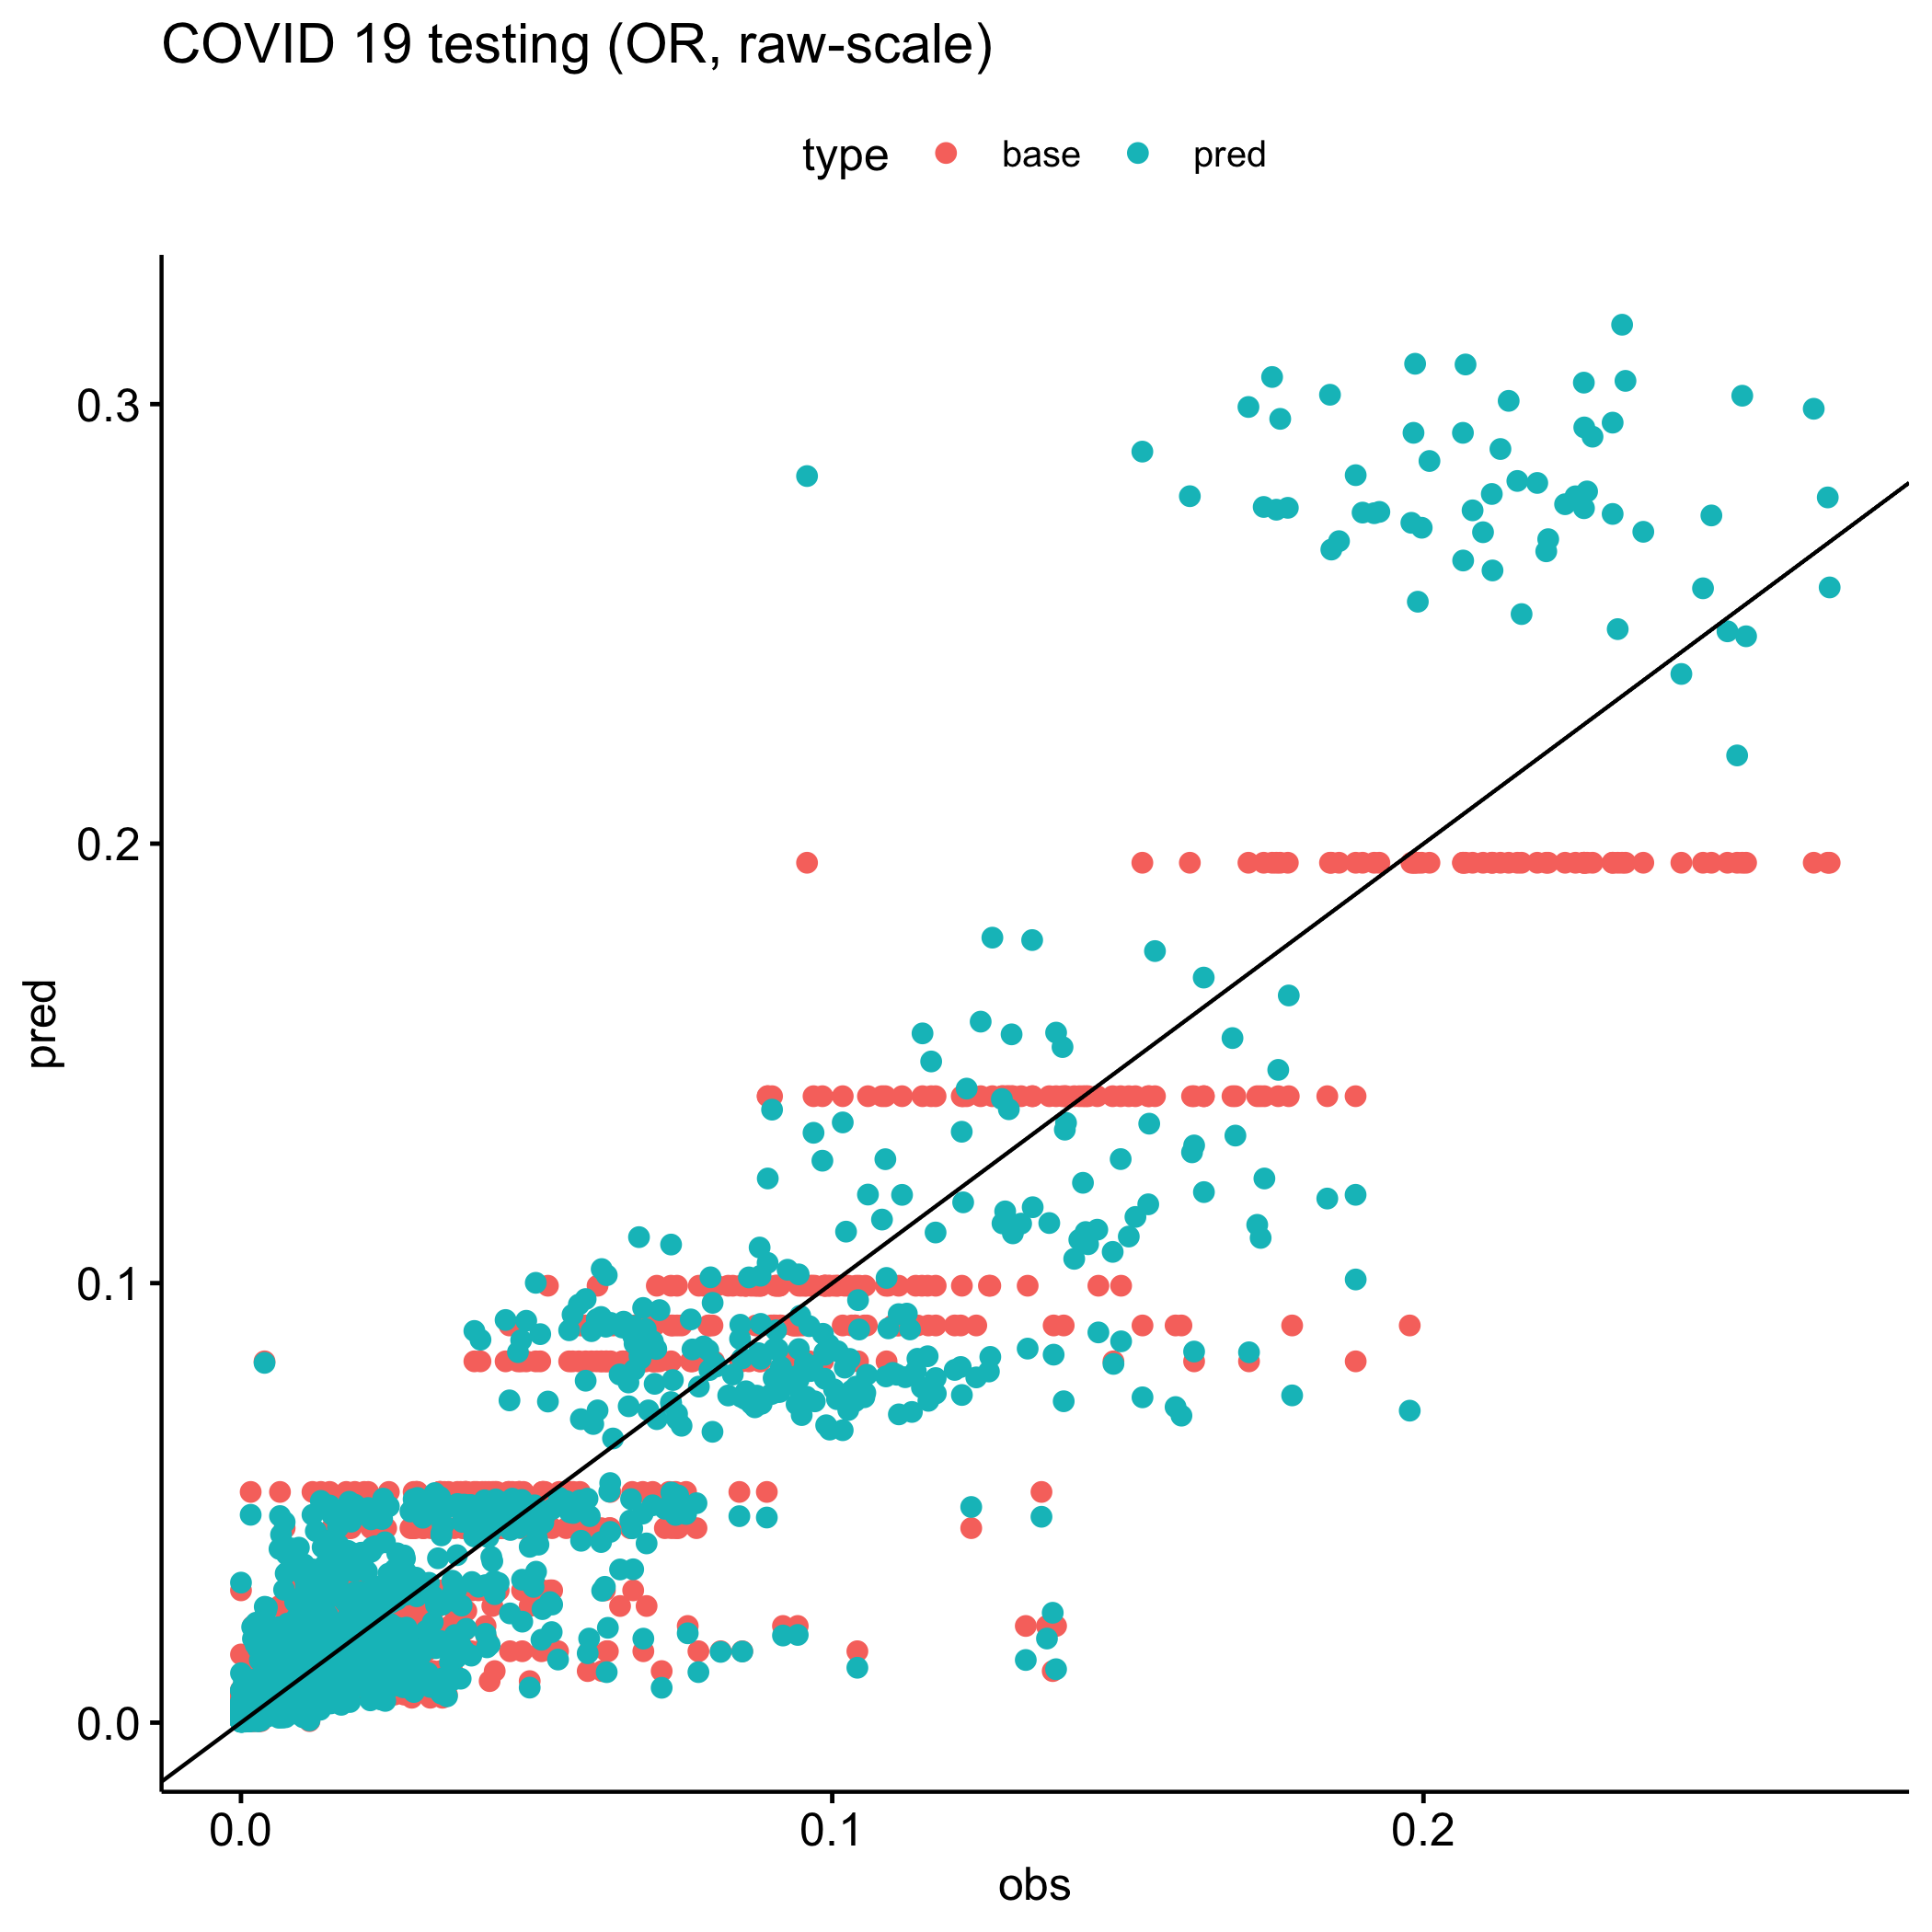 COVID 19 testing (OR, raw-scale)
type base pred
0.3
0.2
0.1
0.0
pred
0.0 0.1 0.2
obs